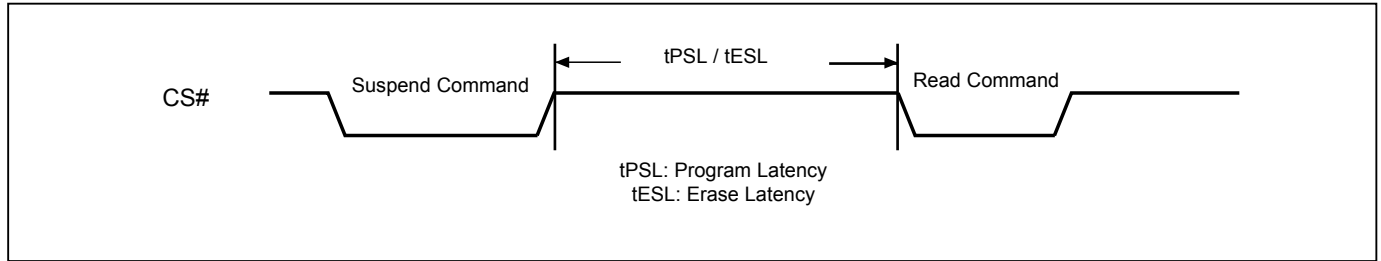 tPSL / tESL
Suspend Command
Read Command
CS#
tPSL: Program Latency
tESL: Erase Latency